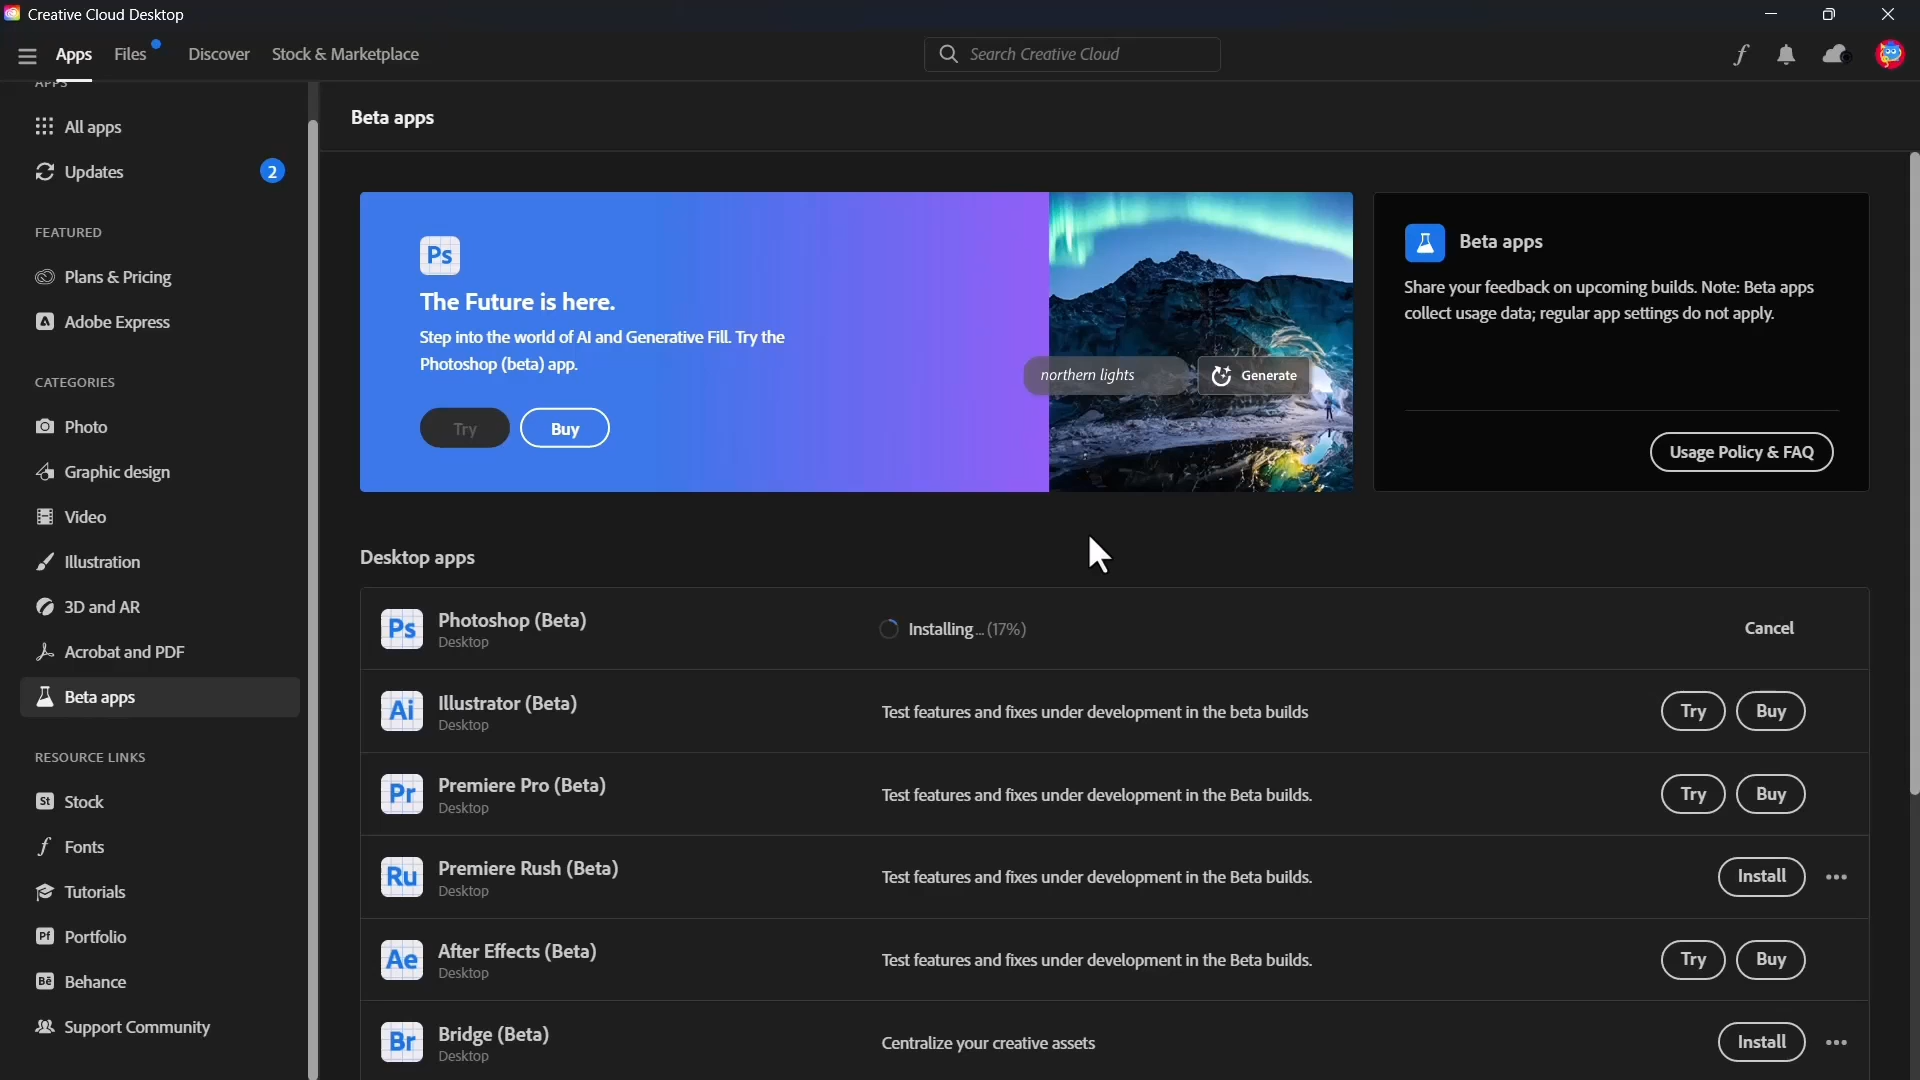 Creative Cloud Desktop
Apps
Files
Discover
Stock & Marketplace
Search Creative Cloud
APPS
All apps
Updates
2
FEATURED
Plans & Pricing
Adobe Express
CATEGORIES
Photo
Graphic design
Video
Illustration
3D and AR
Acrobat and PDF
Beta apps
RESOURCE LINKS
St Stock
Fonts
Tutorials
Pf Portfolio
Bē Behance
Support Community
Beta apps
Ps
The Future is here.
Step into the world of AI and Generative Fill. Try the
Photoshop (beta) app.
Try
Buy
northern lights
Generate
Beta apps
Share your feedback on upcoming builds. Note: Beta apps
collect usage data; regular app settings do not apply.
Usage Policy & FAQ
Desktop apps
Ps
Photoshop (Beta)
Desktop
Installing... (17%)
Cancel
Ai
Illustrator (Beta)
Desktop
Test features and fixes under development in the beta builds
Try
Buy
Pr
Premiere Pro (Beta)
Desktop
Test features and fixes under development in the Beta builds.
Try
Buy
Ru
Premiere Rush (Beta)
Desktop
Test features and fixes under development in the Beta builds.
Install
Ae
After Effects (Beta)
Desktop
Test features and fixes under development in the Beta builds.
Try
Buy
Br
Bridge (Beta)
Desktop
Centralize your creative assets
Install